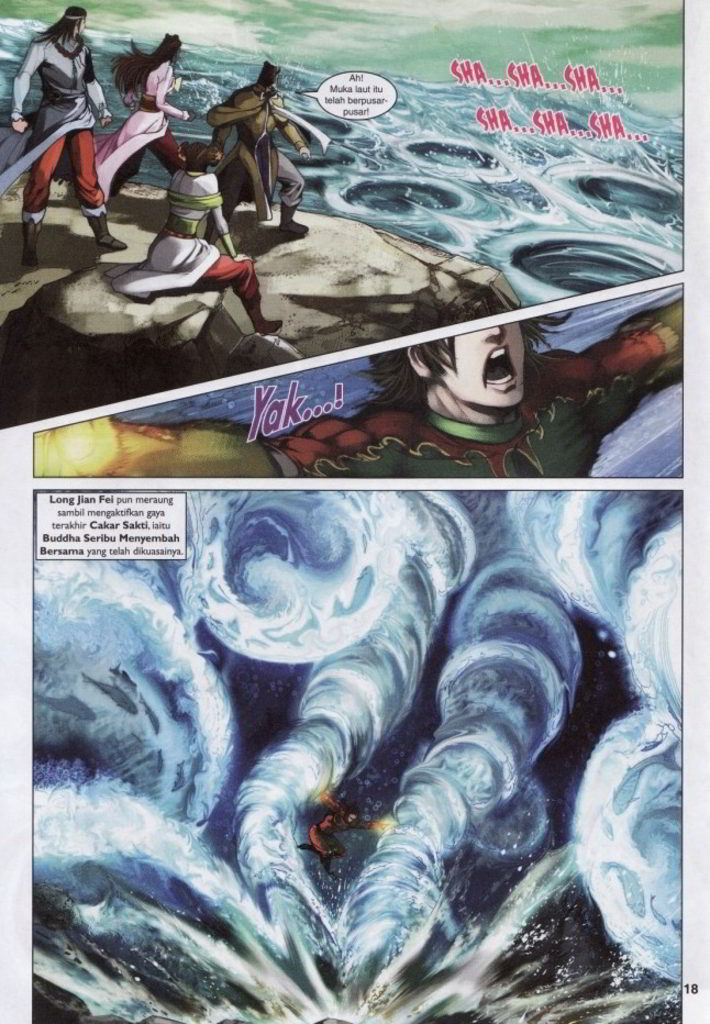 Ah!
Muka laut itu
telah berpusar-
pusar!
SHA...SHA...SHA...
SHA...SHA...SHA...
Yak...!
Long Jian Fei pun meraung
sambil mengaktifkan gaya
terakhir Cakar Sakti, iaitu
Buddha Seribu Menyembah
Bersama yang telah dikuasainya.
18